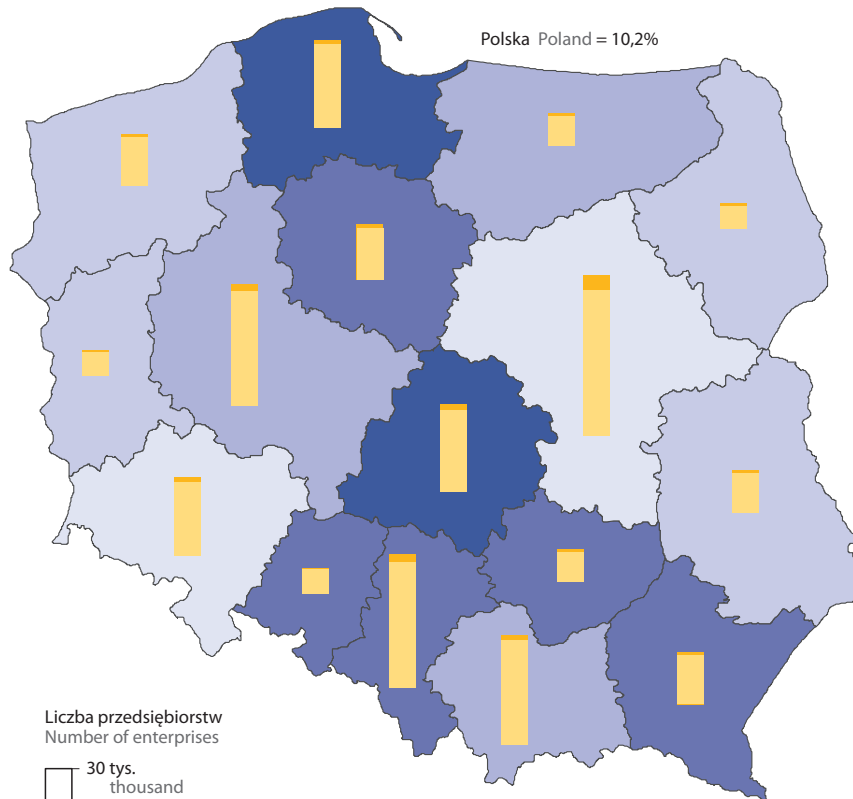 Polska Poland = 10,2%
Liczba przedsiębiorstw
Number of enterprises
30 tys.
thousand